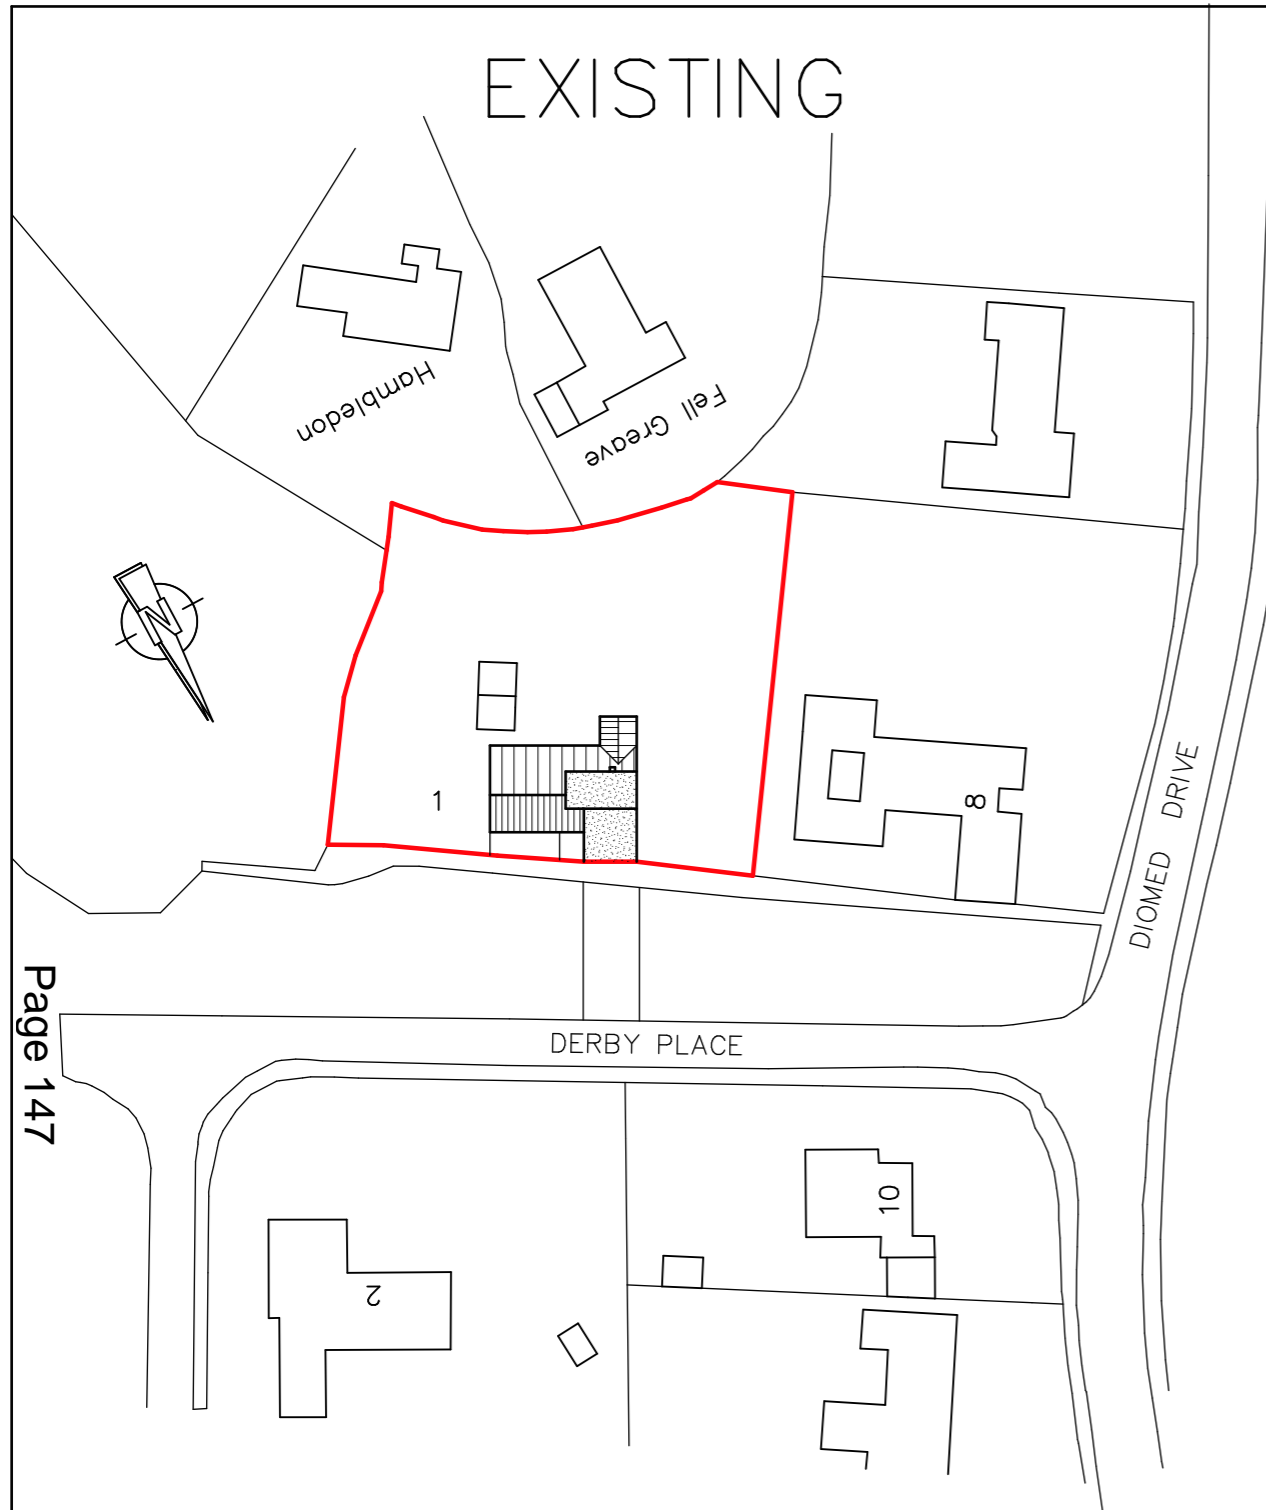 EXISTING
Hambledon
Fell Greave
N
1
8
DIOMED DRIVE
DERBY PLACE
Page 147
10
2